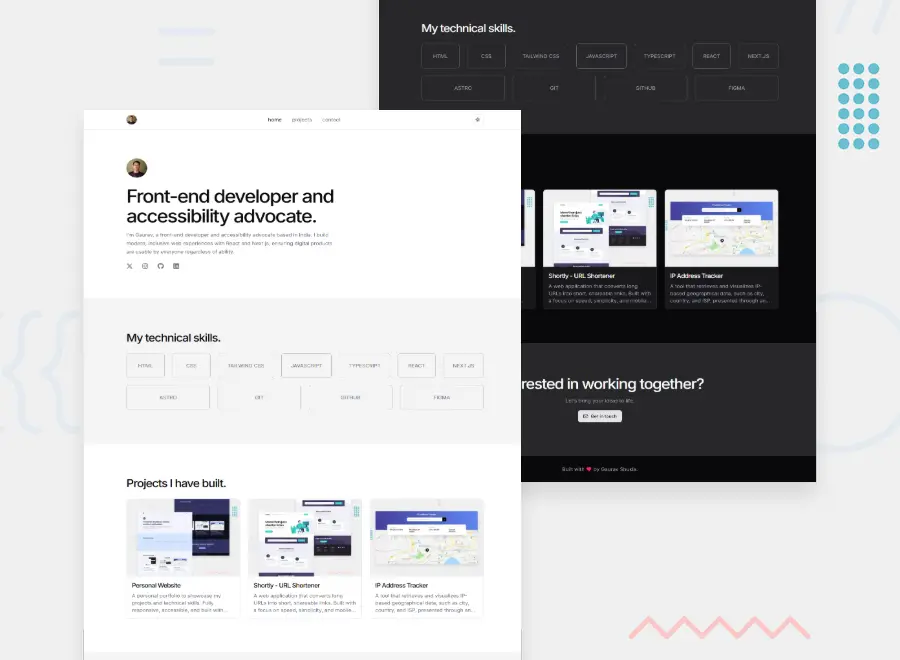 My technical skills.
HTML
CSS
TAILWIND CSS
JAVASCRIPT
TYPESCRIPT
REACT
NEXT.JS
ASTRO
GIT
GITHUB
FIGMA
Shortly - URL Shortener
A web application that converts long
URLs into short, shareable links. Built with
a focus on speed, simplicity, and mobile...
IP Address Tracker
A tool that retrieves and visualizes IP-
based geographical data, such as city,
country, and ISP, presented through an...
rested in working together?
Let's bring your ideas to life.
Get in touch
Built with ❤ by Gaurav
home
projects
contact
Front-end developer and
accessibility advocate.
I'm Gaurav, a front-end developer and accessibility advocate based in India. I build
modern, inclusive web experiences with React and Next.js, ensuring digital products
are usable by everyone regardless of ability.
My technical skills.
HTML
CSS
TAILWIND CSS
JAVASCRIPT
TYPESCRIPT
REACT
NEXT.JS
ASTRO
GIT
GITHUB
FIGMA
Projects I have built.
Personal Website
A personal portfolio to showcase my
projects and technical skills. Fully
responsive, accessible, and built with...
Shortly - URL Shortener
A web application that converts long
URLs into short, shareable links. Built with
a focus on speed, simplicity, and mobile...
IP Address Tracker
A tool that retrieves and visualizes IP-
based geographical data, such as city,
country, and ISP, presented through an...